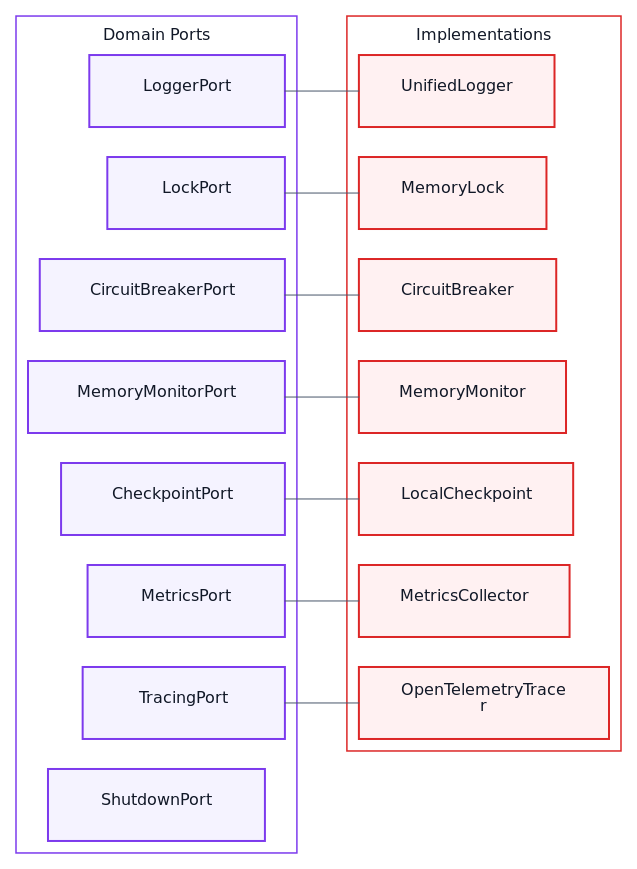 Domain Ports
LoggerPort
LockPort
CircuitBreakerPort
MemoryMonitorPort
CheckpointPort
MetricsPort
TracingPort
ShutdownPort
Implementations
UnifiedLogger
MemoryLock
CircuitBreaker
MemoryMonitor
LocalCheckpoint
MetricsCollector
OpenTelemetryTrace
r